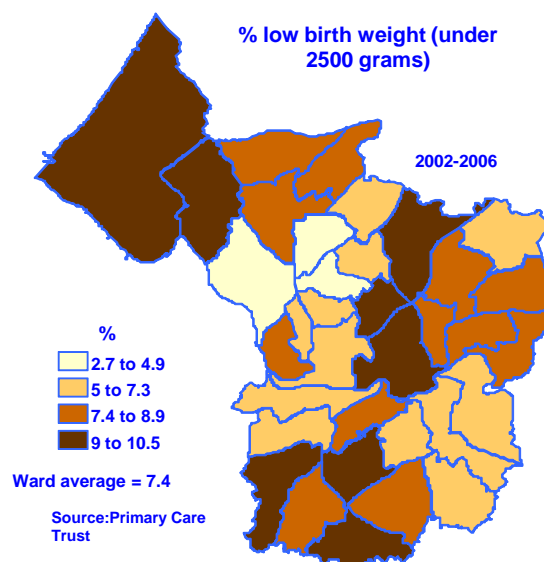 % low birth weight (under
2500 grams)
2002-2006
%
2.7 to 4.9
5 to 7.3
7.4 to 8.9
9 to 10.5
Ward average = 7.4
Source:Primary Care
Trust